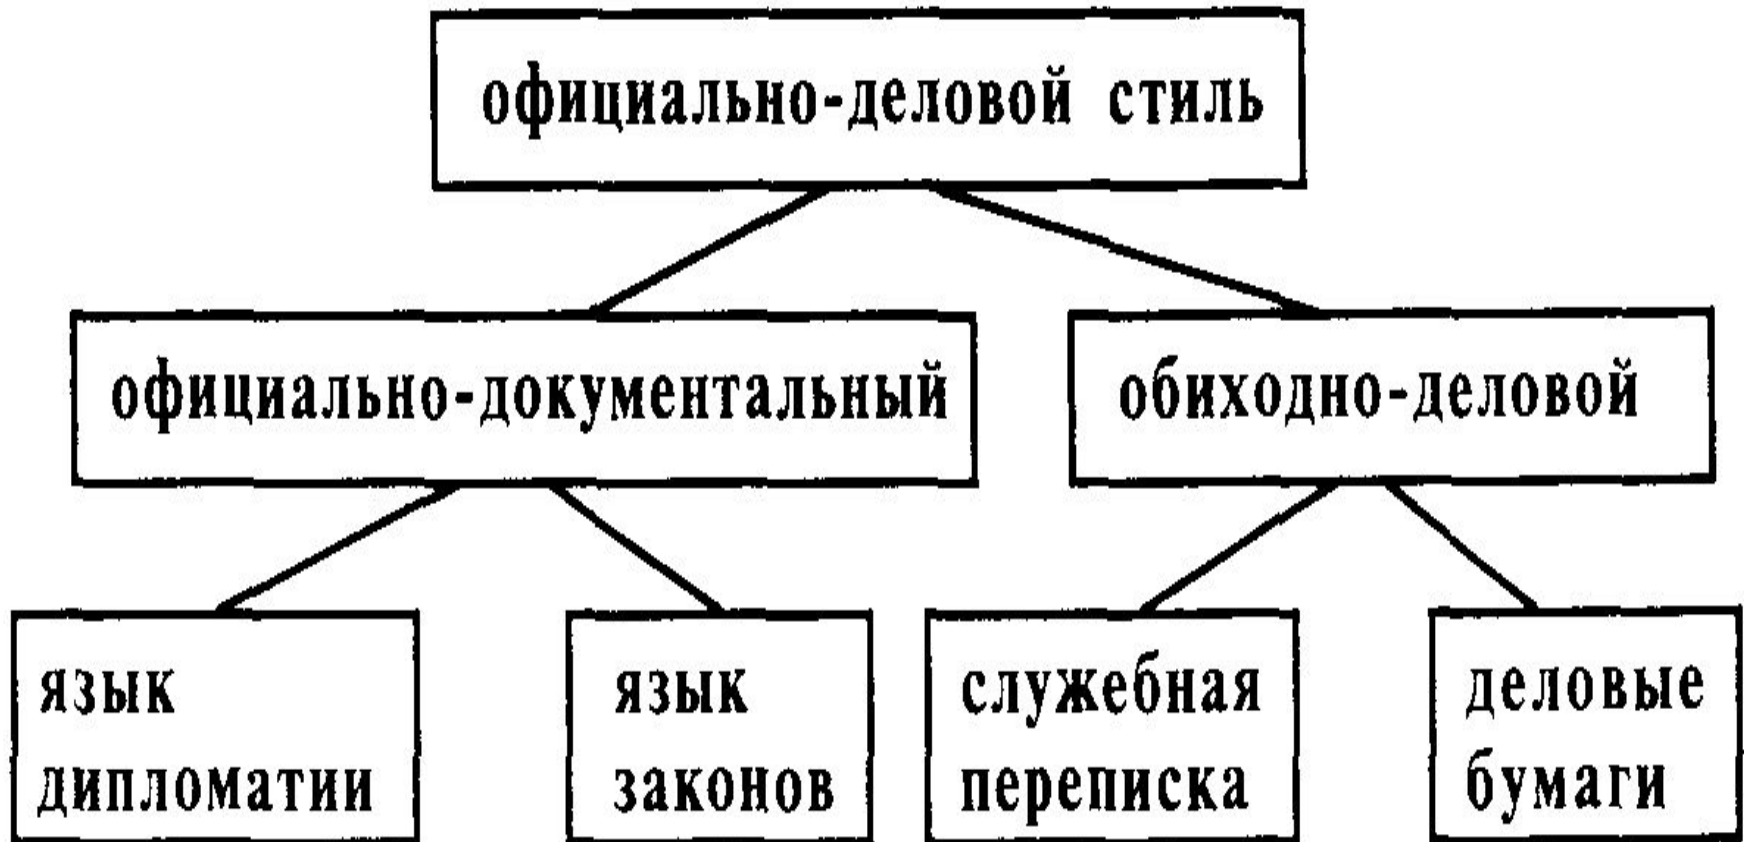 официально-деловой стиль
официально-документальный
обиходно-деловой
язык
дипломатии
язык
законов
служебная
переписка
деловые
бумаги